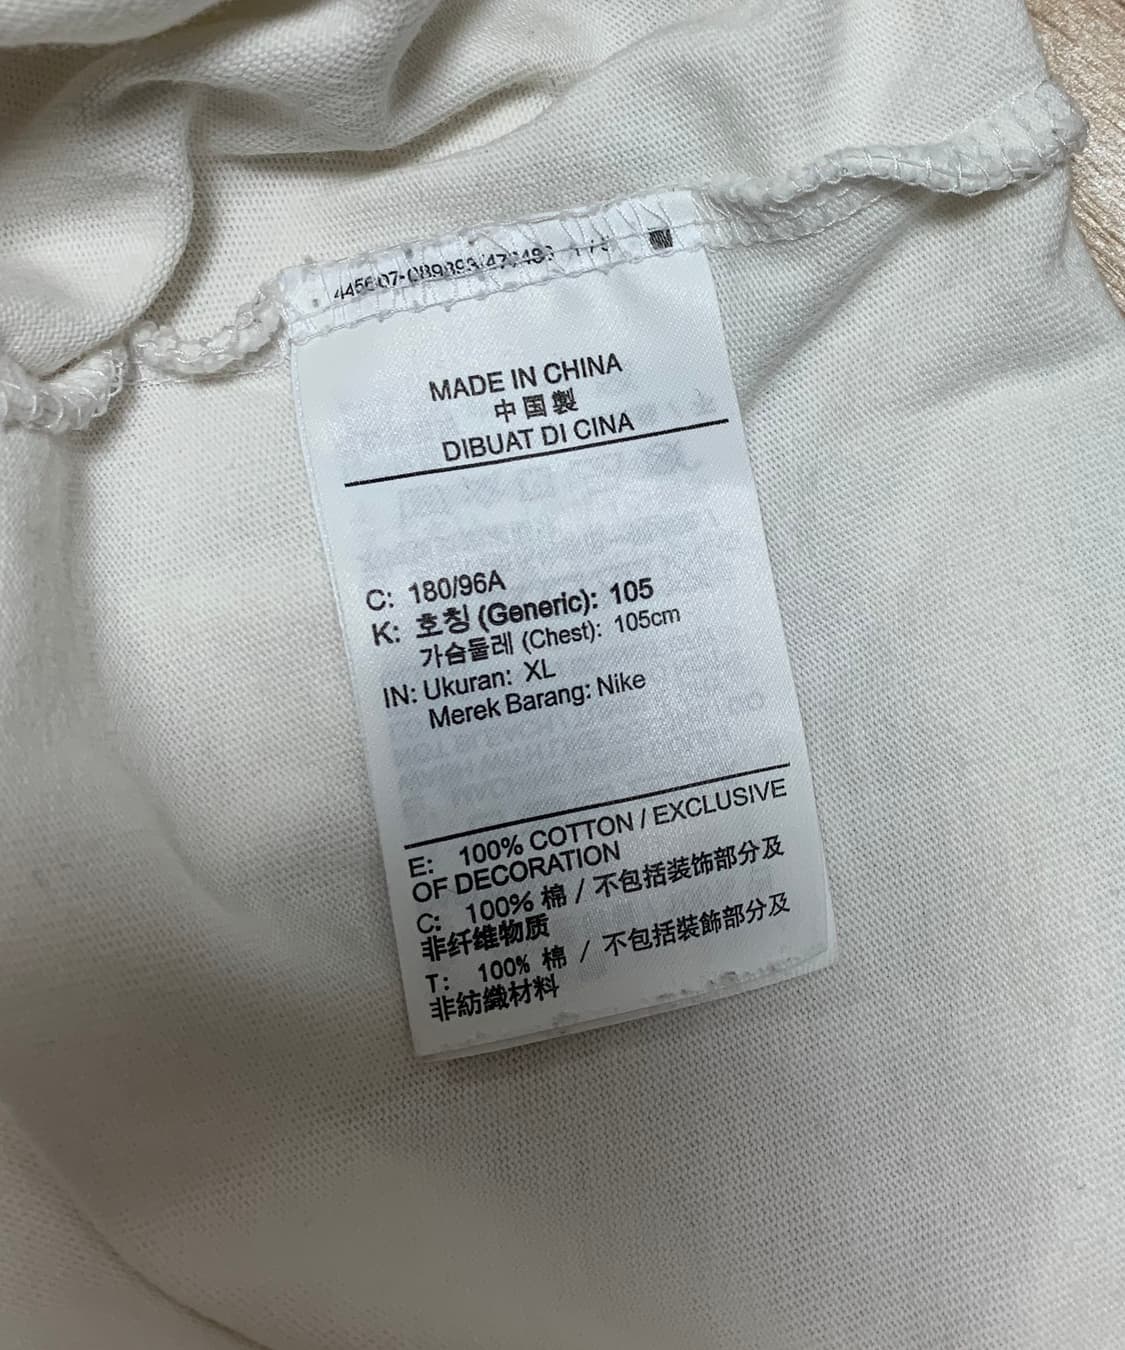 MADE IN CHINA
中国製
DIBUAT DI CINA
C: 180/96A
K: 호칭 (Generic): 105
가슴둘레 (Chest): 105cm
IN: Ukuran: XL
Merek Barang: Nike
E: 100% COTTON / EXCLUSIVE
OF DECORATION
C: 100% 棉 / 不包括装饰部分及
非纤维物质
T: 100% 棉 / 不包括裝飾部分及
非紡織材料